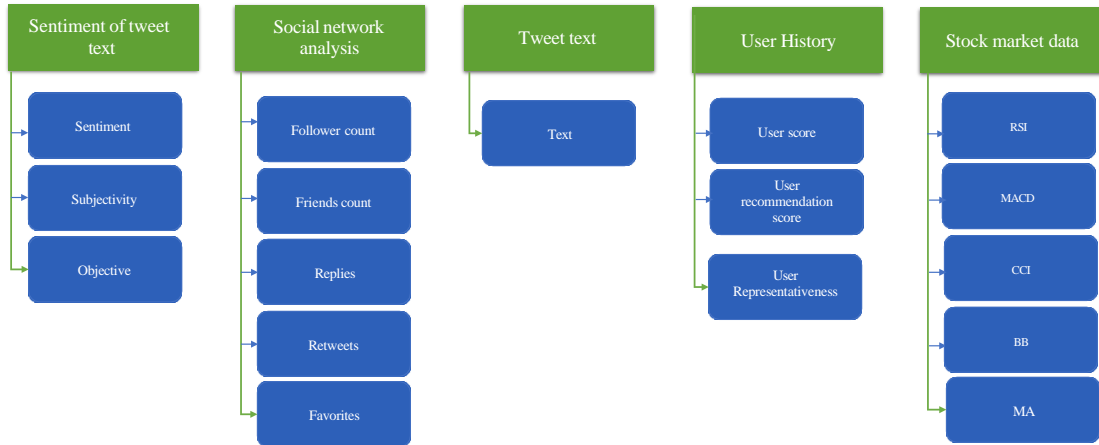 Sentiment of tweet
text
Sentiment
Subjectivity
Objective
Social network
analysis
Follower count
Friends count
Replies
Retweets
Favorites
Tweet text
Text
User History
User score
User
recommendation
score
User
Representativeness
Stock market data
RSI
MACD
CCI
BB
MA